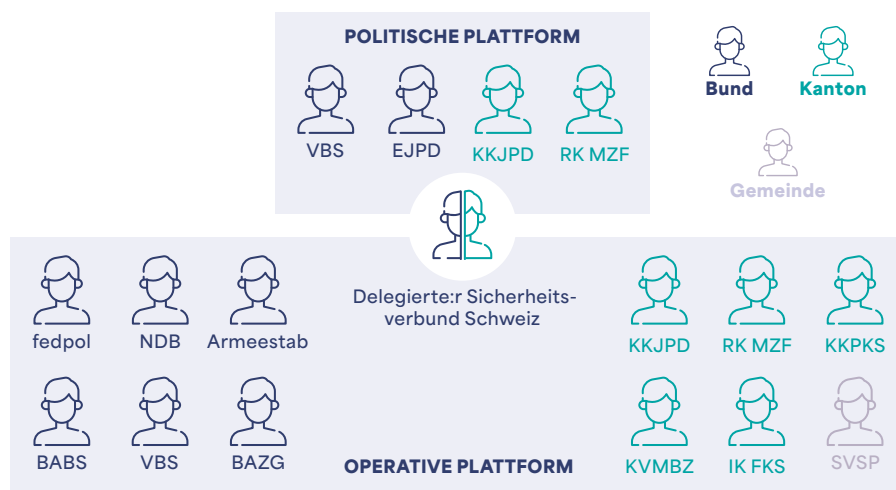 POLITISCHE PLATTFORM
VBS
EJPD
KKJPD
RK MZF
Bund
Kanton
Gemeinde
Delegierte:r Sicherheits-
verbund Schweiz
fedpol
NDB
Armeestab
KKJPD
RK MZF
KKPKS
BABS
VBS
BAZG
OPERATIVE PLATTFORM
KVMBZ
IK FKS
SVSP